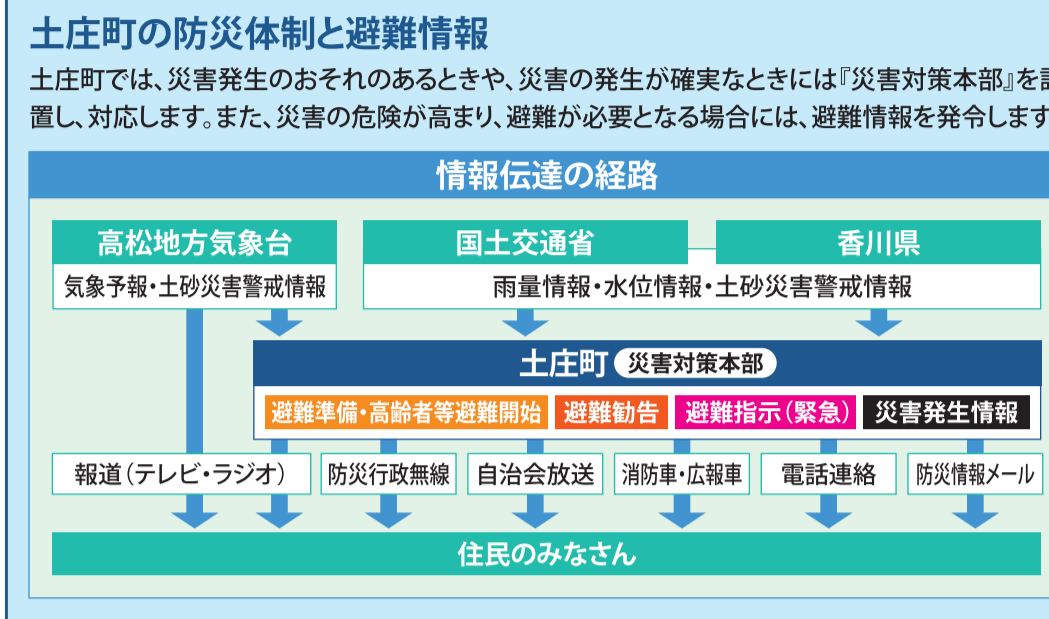 土庄町の防災体制と避難情報
土庄町では、災害発生のおそれのあるときや、災害の発生が確実なときには『災害対策本部』を
置し、対応します。また、災害の危険が高まり、避難が必要となる場合には、避難情報を発令します
情報伝達の経路
高松地方気象台
気象予報・土砂災害警戒情報
国土交通省
香川県
雨量情報・水位情報・土砂災害警戒情報
土庄町 災害対策本部
避難準備・高齢者等避難開始 避難勧告 避難指示(緊急) 災害発生情報
報道(テレビ・ラジオ) 防災行政無線 自治会放送 消防車・広報車 電話連絡 防災情報メール
住民のみなさん